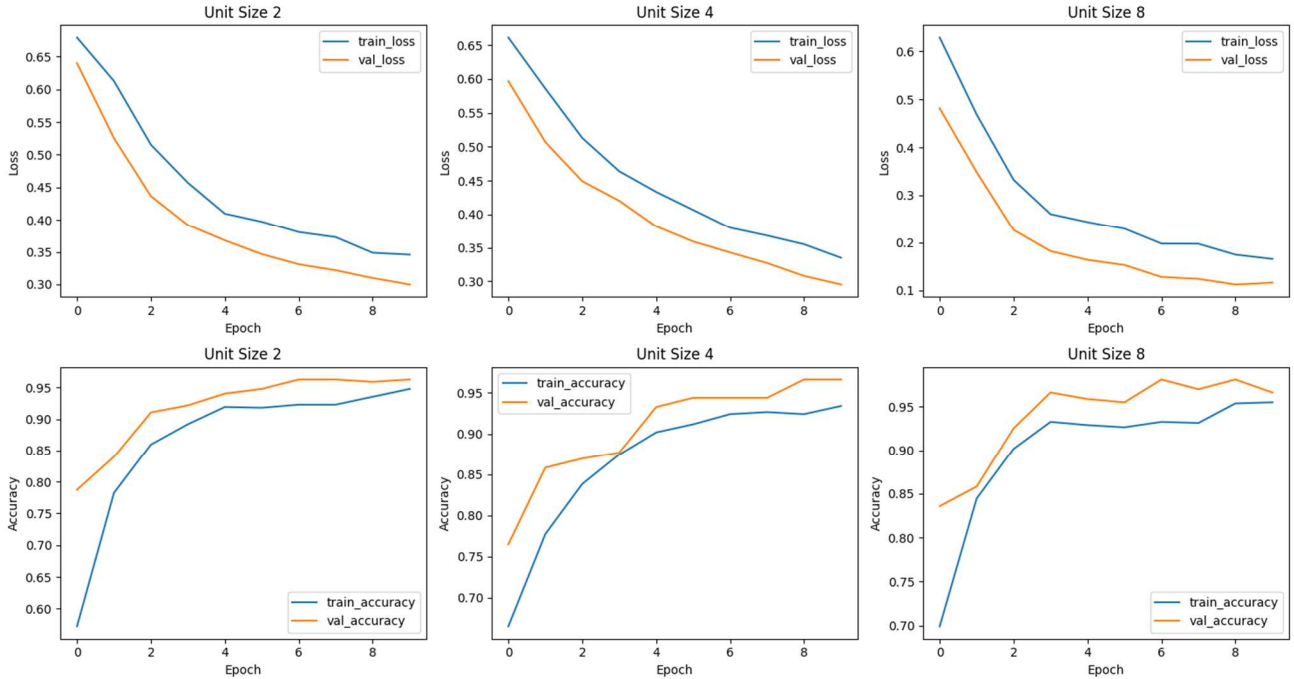 Unit Size 2
Loss
0.65
0.60
0.55
0.50
0.45
0.40
0.35
0.30
train_loss
val_loss
0 2 4 6 8
Epoch
Unit Size 4
Loss
0.65
0.60
0.55
0.50
0.45
0.40
0.35
0.30
train_loss
val_loss
0 2 4 6 8
Epoch
Unit Size 8
Loss
0.6
0.5
0.4
0.3
0.2
0.1
train_loss
val_loss
0 2 4 6 8
Epoch
Unit Size 2
Accuracy
0.95
0.90
0.85
0.80
0.75
0.70
0.65
0.60
train_accuracy
val_accuracy
0 2 4 6 8
Epoch
Unit Size 4
Accuracy
0.95
0.90
0.85
0.80
0.75
0.70
train_accuracy
val_accuracy
0 2 4 6 8
Epoch
Unit Size 8
Accuracy
0.95
0.90
0.85
0.80
0.75
0.70
train_accuracy
val_accuracy
0 2 4 6 8
Epoch